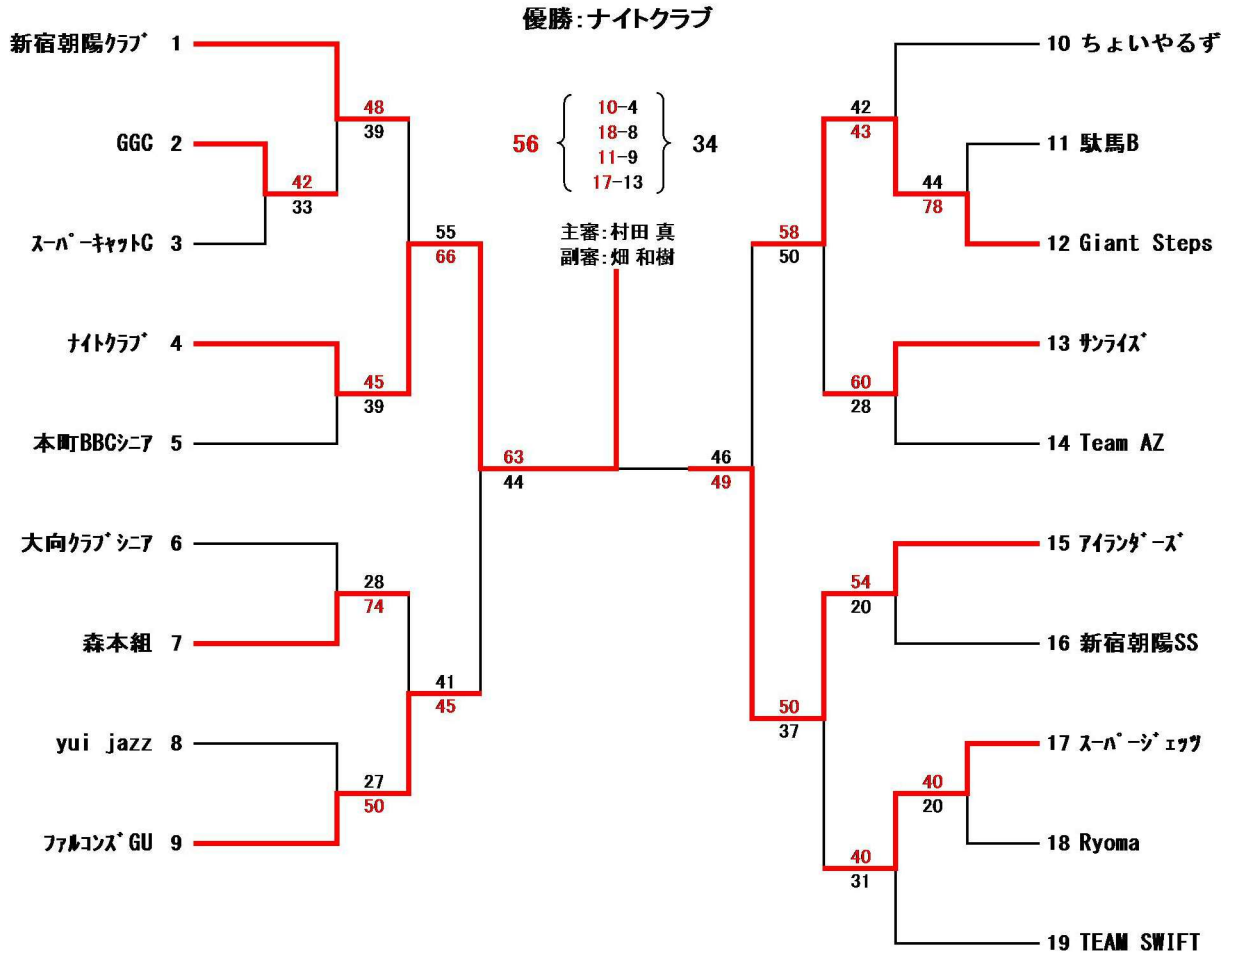 優勝:ナイトクラブ
新宿朝陽クラブ 1
GGC 2
スーパーキャットC 3
ナイトクラブ 4
本町BBCシニア 5
大向クラブシニア 6
森本組 7
yui jazz 8
ファルコンズGU 9
48
39
42
33
55
66
45
39
63
44
28
74
41
45
27
50
56
10-4
18-8
11-9
17-13
34
主審:村田 真
副審:畑 和樹
42
43
44
78
58
50
60
28
46
49
54
20
50
37
40
20
40
31
10 ちょいやるず
11 駄馬B
12 Giant Steps
13 サンライズ
14 Team AZ
15 アイランダーズ
16 新宿朝陽SS
17 スーパージェッツ
18 Ryoma
19 TEAM SWIFT